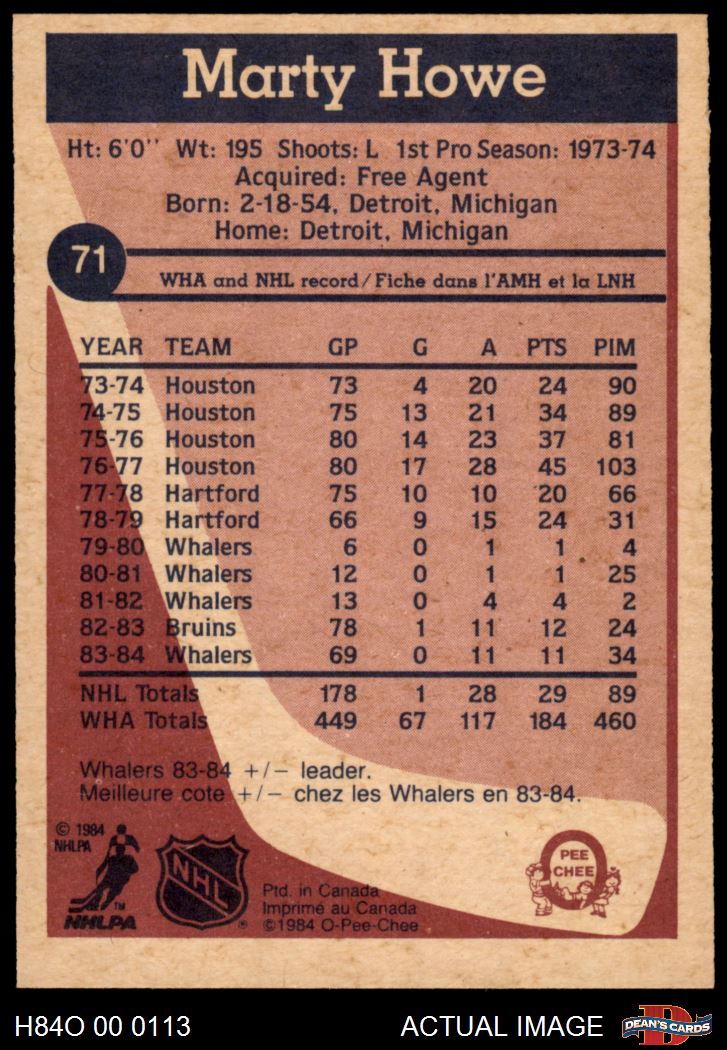 Marty Howe
Ht: 6'0'' Wt: 195 Shoots: L 1st Pro Season: 1973-74
Acquired: Free Agent
Born: 2-18-54, Detroit, Michigan
Home: Detroit, Michigan
71
WHA and NHL record/Fiche dans l'AMH et la LNH
YEAR TEAM GP G A PTS PIM
73-74 Houston 73 4 20 24 90
74-75 Houston 75 13 21 34 89
75-76 Houston 80 14 23 37 81
76-77 Houston 80 17 28 45 103
77-78 Hartford 75 10 10 20 66
78-79 Hartford 66 9 15 24 31
79-80 Whalers 6 0 1 1 4
80-81 Whalers 12 0 1 1 25
81-82 Whalers 13 0 4 4 2
82-83 Bruins 78 1 11 12 24
83-84 Whalers 69 0 11 11 34
NHL Totals 178 1 28 29 89
WHA Totals 449 67 117 184 460
Whalers 83-84 +/− leader.
Meilleure cote +/− chez les Whalers en 83-84.
© 1984
NHLPA
TM
NHLPA
NHL
®
Ptd. in Canada
Imprimé au Canada
©1984 O-Pee-Chee
O
PEE
CHEE
H84O 00 0113
ACTUAL IMAGE
D
DEAN'S CARDS